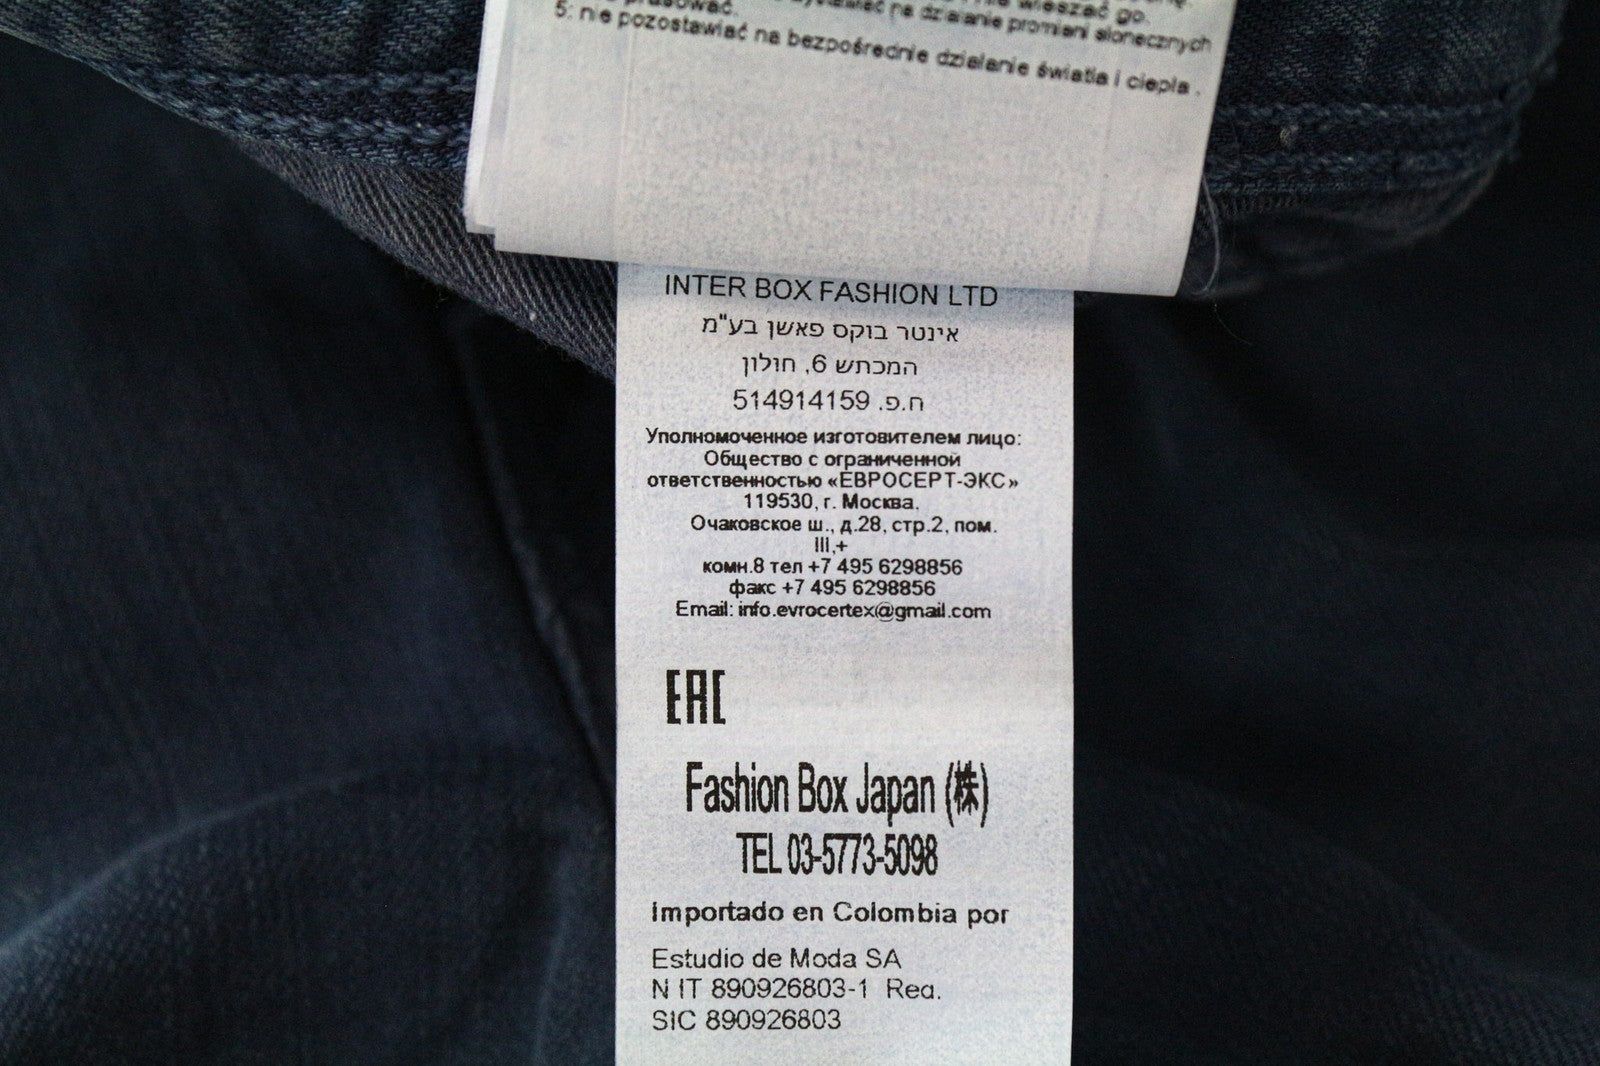 wieszać go.
prasować.
na działanie promieni słonecznych
5: nie pozostawiać na bezpośrednie działanie światła i ciepła .
INTER BOX FASHION LTD
אינטר בוקס פאשן בע"מ
המכתש 6, חולון
ח.פ. 514914159
Уполномоченное изготовителем лицо:
Общество с ограниченной
ответственностью «ЕВРОСЕРТ-ЭКС»
119530, г. Москва.
Очаковское ш., д.28, стр.2, пом.
III,+
комн.8 тел +7 495 6298856
факс +7 495 6298856
Email: info.evrocertex@gmail.com
EAC
Fashion Box Japan (株)
TEL 03-5773-5098
Importado en Colombia por
Estudio de Moda SA
N IT 890926803-1 Reg.
SIC 890926803